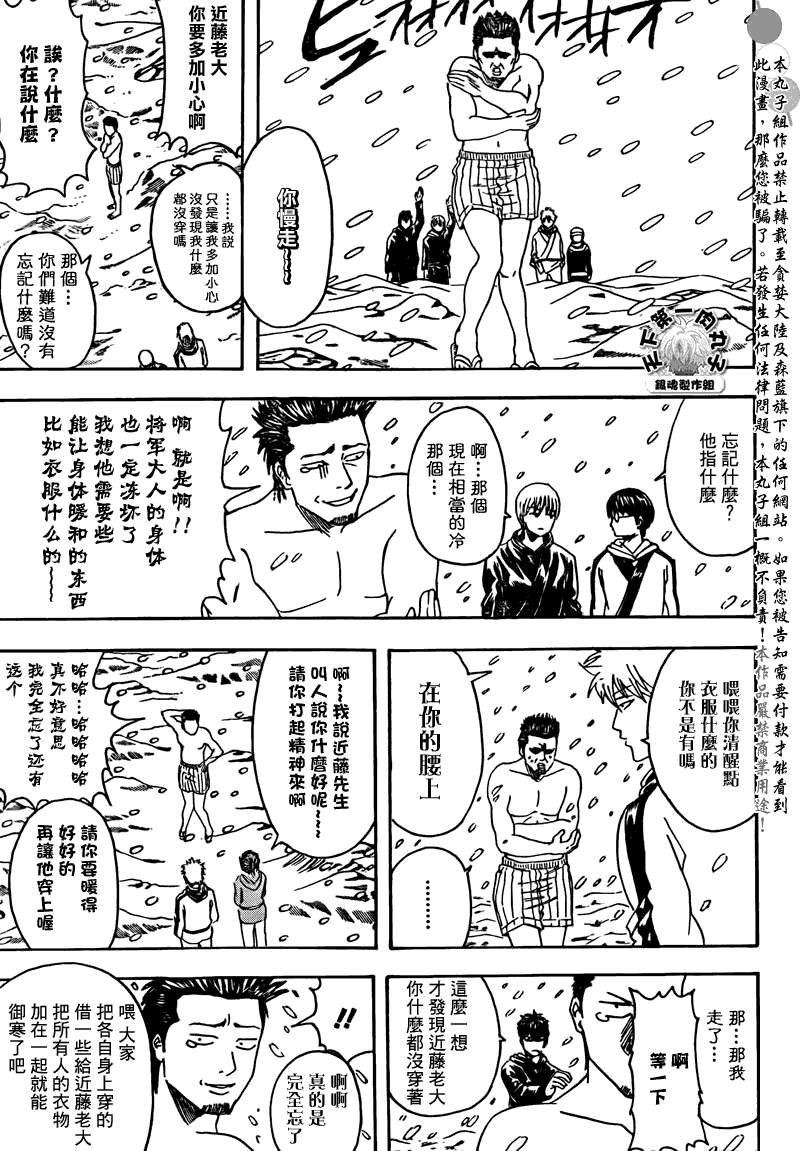 你慢走~~~
近藤老大
你要多加小心啊
誒?什麼?
你在說什麼
……我説
只是讓我多加小心
沒發現我什麼
都沒穿嗎
那個…
你們難道沒有
忘記什麼嗎?
天下第一肉丸子
銀魂製作組
忘記什麼?
他指什麼
啊…那個
現在相當的冷
那個…
啊 就是啊!!
将军大人的身体
也一定冻坏了
我想他需要些
能让身体暖和的东西
比如衣服什么的~~
喂喂你清醒點
衣服什麼的
你不是有嗎
在你的腰上
………
啊~我說近藤先生
叫人說你什麼好呢~~
請你打起精神來啊
哈哈…哈哈哈哈
真不好意思
我完全忘了还有
这个
請你要暖得
好好的
再讓他穿上喔
那…那我
走了…
啊
等一下
這麼一想
才發現近藤老大
你什麼都沒穿著
!!
啊啊
真的是
完全忘了
喂 大家
把各自身上穿的
借一些給近藤老大
把所有人的衣物
加在一起就能
御寒了吧
本丸子組作品禁止轉載至貪婪大陸及森藍旗下的任何網站。如果您被告知需要付款才能看到
此漫畫，那麼您被騙了。若發生任何法律問題，本丸子組一概不負責!本作品嚴禁商業用途!